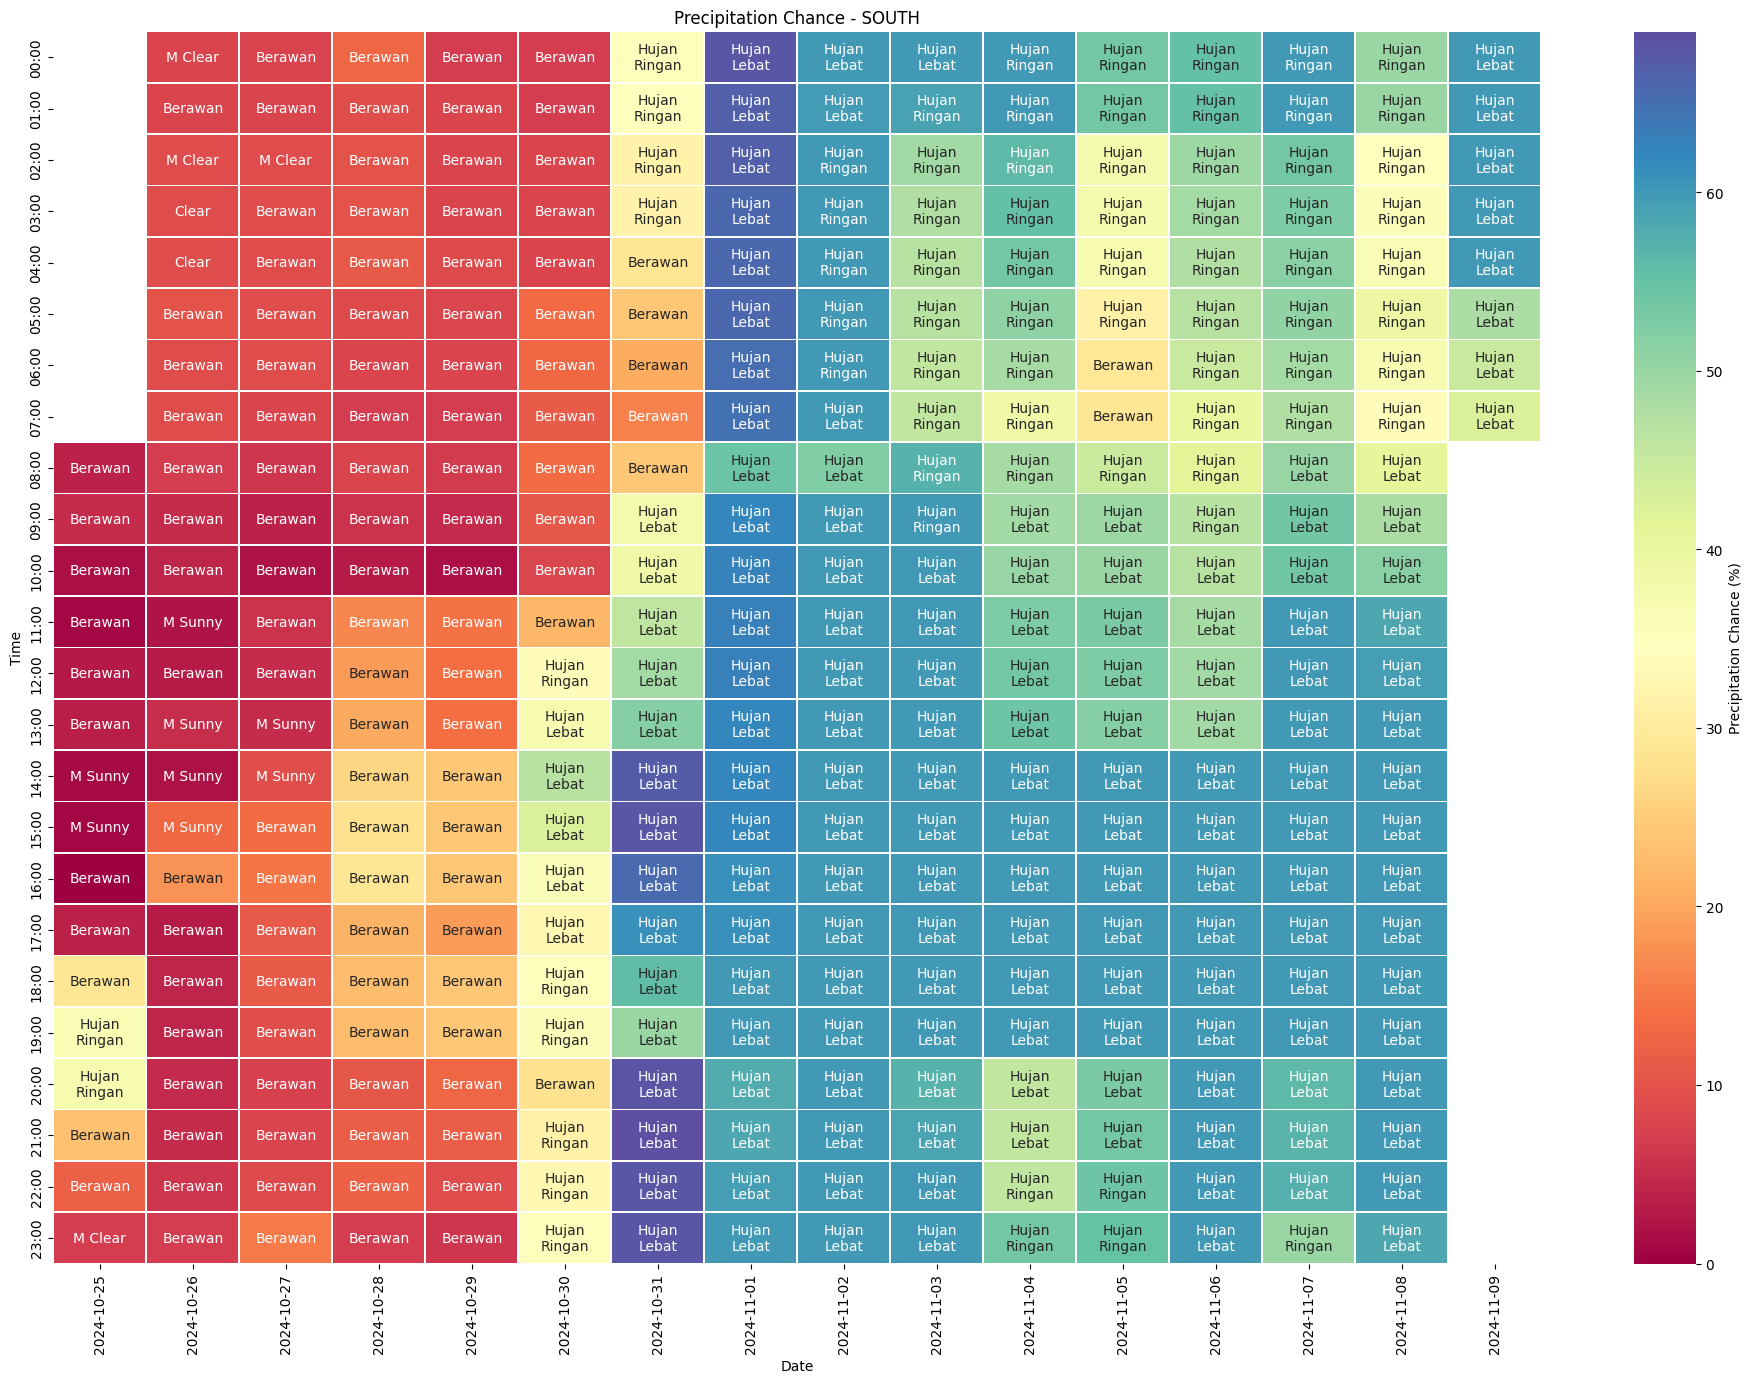 Precipitation Chance - SOUTH
00:00 M Clear Berawan Berawan Berawan Berawan Hujan Ringan Hujan Lebat Hujan Lebat Hujan Lebat Hujan Ringan Hujan Ringan Hujan Ringan Hujan Ringan Hujan Ringan Hujan Lebat
01:00 Berawan Berawan Berawan Berawan Berawan Hujan Ringan Hujan Lebat Hujan Lebat Hujan Ringan Hujan Ringan Hujan Ringan Hujan Ringan Hujan Ringan Hujan Ringan Hujan Lebat
02:00 M Clear M Clear Berawan Berawan Berawan Hujan Ringan Hujan Lebat Hujan Ringan Hujan Ringan Hujan Ringan Hujan Ringan Hujan Ringan Hujan Ringan Hujan Ringan Hujan Lebat
03:00 Clear Berawan Berawan Berawan Berawan Hujan Ringan Hujan Lebat Hujan Ringan Hujan Ringan Hujan Ringan Hujan Ringan Hujan Ringan Hujan Ringan Hujan Ringan Hujan Lebat
04:00 Clear Berawan Berawan Berawan Berawan Berawan Hujan Lebat Hujan Ringan Hujan Ringan Hujan Ringan Hujan Ringan Hujan Ringan Hujan Ringan Hujan Ringan Hujan Lebat
05:00 Berawan Berawan Berawan Berawan Berawan Berawan Hujan Lebat Hujan Ringan Hujan Ringan Hujan Ringan Hujan Ringan Hujan Ringan Hujan Ringan Hujan Ringan Hujan Lebat
06:00 Berawan Berawan Berawan Berawan Berawan Berawan Hujan Lebat Hujan Ringan Hujan Ringan Hujan Ringan Berawan Hujan Ringan Hujan Ringan Hujan Ringan Hujan Lebat
07:00 Berawan Berawan Berawan Berawan Berawan Berawan Hujan Lebat Hujan Lebat Hujan Ringan Hujan Ringan Berawan Hujan Ringan Hujan Ringan Hujan Ringan Hujan Lebat
08:00 Berawan Berawan Berawan Berawan Berawan Berawan Berawan Hujan Lebat Hujan Lebat Hujan Ringan Hujan Ringan Hujan Ringan Hujan Ringan Hujan Lebat Hujan Lebat
09:00 Berawan Berawan Berawan Berawan Berawan Berawan Hujan Lebat Hujan Lebat Hujan Lebat Hujan Ringan Hujan Lebat Hujan Lebat Hujan Ringan Hujan Lebat Hujan Lebat
10:00 Berawan Berawan Berawan Berawan Berawan Berawan Hujan Lebat Hujan Lebat Hujan Lebat Hujan Lebat Hujan Lebat Hujan Lebat Hujan Lebat Hujan Lebat Hujan Lebat
11:00 Berawan M Sunny Berawan Berawan Berawan Berawan Hujan Lebat Hujan Lebat Hujan Lebat Hujan Lebat Hujan Lebat Hujan Lebat Hujan Lebat Hujan Lebat Hujan Lebat
12:00 Berawan Berawan Berawan Berawan Berawan Hujan Ringan Hujan Lebat Hujan Lebat Hujan Lebat Hujan Lebat Hujan Lebat Hujan Lebat Hujan Lebat Hujan Lebat Hujan Lebat
13:00 Berawan M Sunny M Sunny Berawan Berawan Hujan Lebat Hujan Lebat Hujan Lebat Hujan Lebat Hujan Lebat Hujan Lebat Hujan Lebat Hujan Lebat Hujan Lebat Hujan Lebat
14:00 M Sunny M Sunny M Sunny Berawan Berawan Hujan Lebat Hujan Lebat Hujan Lebat Hujan Lebat Hujan Lebat Hujan Lebat Hujan Lebat Hujan Lebat Hujan Lebat Hujan Lebat
15:00 M Sunny M Sunny Berawan Berawan Berawan Hujan Lebat Hujan Lebat Hujan Lebat Hujan Lebat Hujan Lebat Hujan Lebat Hujan Lebat Hujan Lebat Hujan Lebat Hujan Lebat
16:00 Berawan Berawan Berawan Berawan Berawan Hujan Lebat Hujan Lebat Hujan Lebat Hujan Lebat Hujan Lebat Hujan Lebat Hujan Lebat Hujan Lebat Hujan Lebat Hujan Lebat
17:00 Berawan Berawan Berawan Berawan Berawan Hujan Lebat Hujan Lebat Hujan Lebat Hujan Lebat Hujan Lebat Hujan Lebat Hujan Lebat Hujan Lebat Hujan Lebat Hujan Lebat
18:00 Berawan Berawan Berawan Berawan Berawan Hujan Ringan Hujan Lebat Hujan Lebat Hujan Lebat Hujan Lebat Hujan Lebat Hujan Lebat Hujan Lebat Hujan Lebat Hujan Lebat
19:00 Hujan Ringan Berawan Berawan Berawan Berawan Hujan Ringan Hujan Lebat Hujan Lebat Hujan Lebat Hujan Lebat Hujan Lebat Hujan Lebat Hujan Lebat Hujan Lebat Hujan Lebat
20:00 Hujan Ringan Berawan Berawan Berawan Berawan Berawan Hujan Lebat Hujan Lebat Hujan Lebat Hujan Lebat Hujan Lebat Hujan Lebat Hujan Lebat Hujan Lebat Hujan Lebat
21:00 Berawan Berawan Berawan Berawan Berawan Hujan Ringan Hujan Lebat Hujan Lebat Hujan Lebat Hujan Lebat Hujan Lebat Hujan Lebat Hujan Lebat Hujan Lebat Hujan Lebat
22:00 Berawan Berawan Berawan Berawan Berawan Hujan Ringan Hujan Lebat Hujan Lebat Hujan Lebat Hujan Lebat Hujan Ringan Hujan Ringan Hujan Lebat Hujan Lebat Hujan Lebat
23:00 M Clear Berawan Berawan Berawan Berawan Hujan Ringan Hujan Lebat Hujan Lebat Hujan Lebat Hujan Lebat Hujan Ringan Hujan Ringan Hujan Lebat Hujan Ringan Hujan Lebat
2024-10-25 2024-10-26 2024-10-27 2024-10-28 2024-10-29 2024-10-30 2024-10-31 2024-11-01 2024-11-02 2024-11-03 2024-11-04 2024-11-05 2024-11-06 2024-11-07 2024-11-08 2024-11-09
Time
Date
60
50
40
30
20
10
0
Precipitation Chance (%)